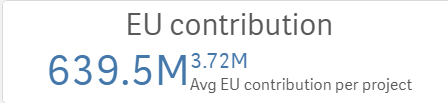 EU contribution
639.5M
3.72M
Avg EU contribution per project